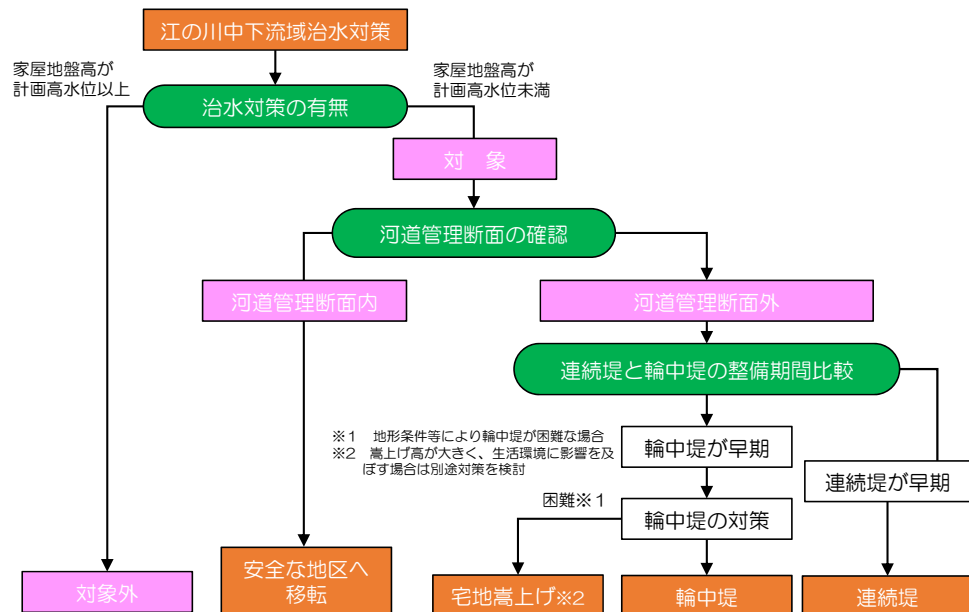 江の川中下流域治水対策
家屋地盤高が
計画高水位以上
家屋地盤高が
計画高水位未満
治水対策の有無
対　象
河道管理断面の確認
河道管理断面内
河道管理断面外
連続堤と輪中堤の整備期間比較
※１　地形条件等により輪中堤が困難な場合
※２　嵩上げ高が大きく、生活環境に影響を及
ぼす場合は別途対策を検討
輪中堤が早期
連続堤が早期
困難※１
輪中堤の対策
対象外
安全な地区へ
移転
宅地嵩上げ※2
輪中堤
連続堤